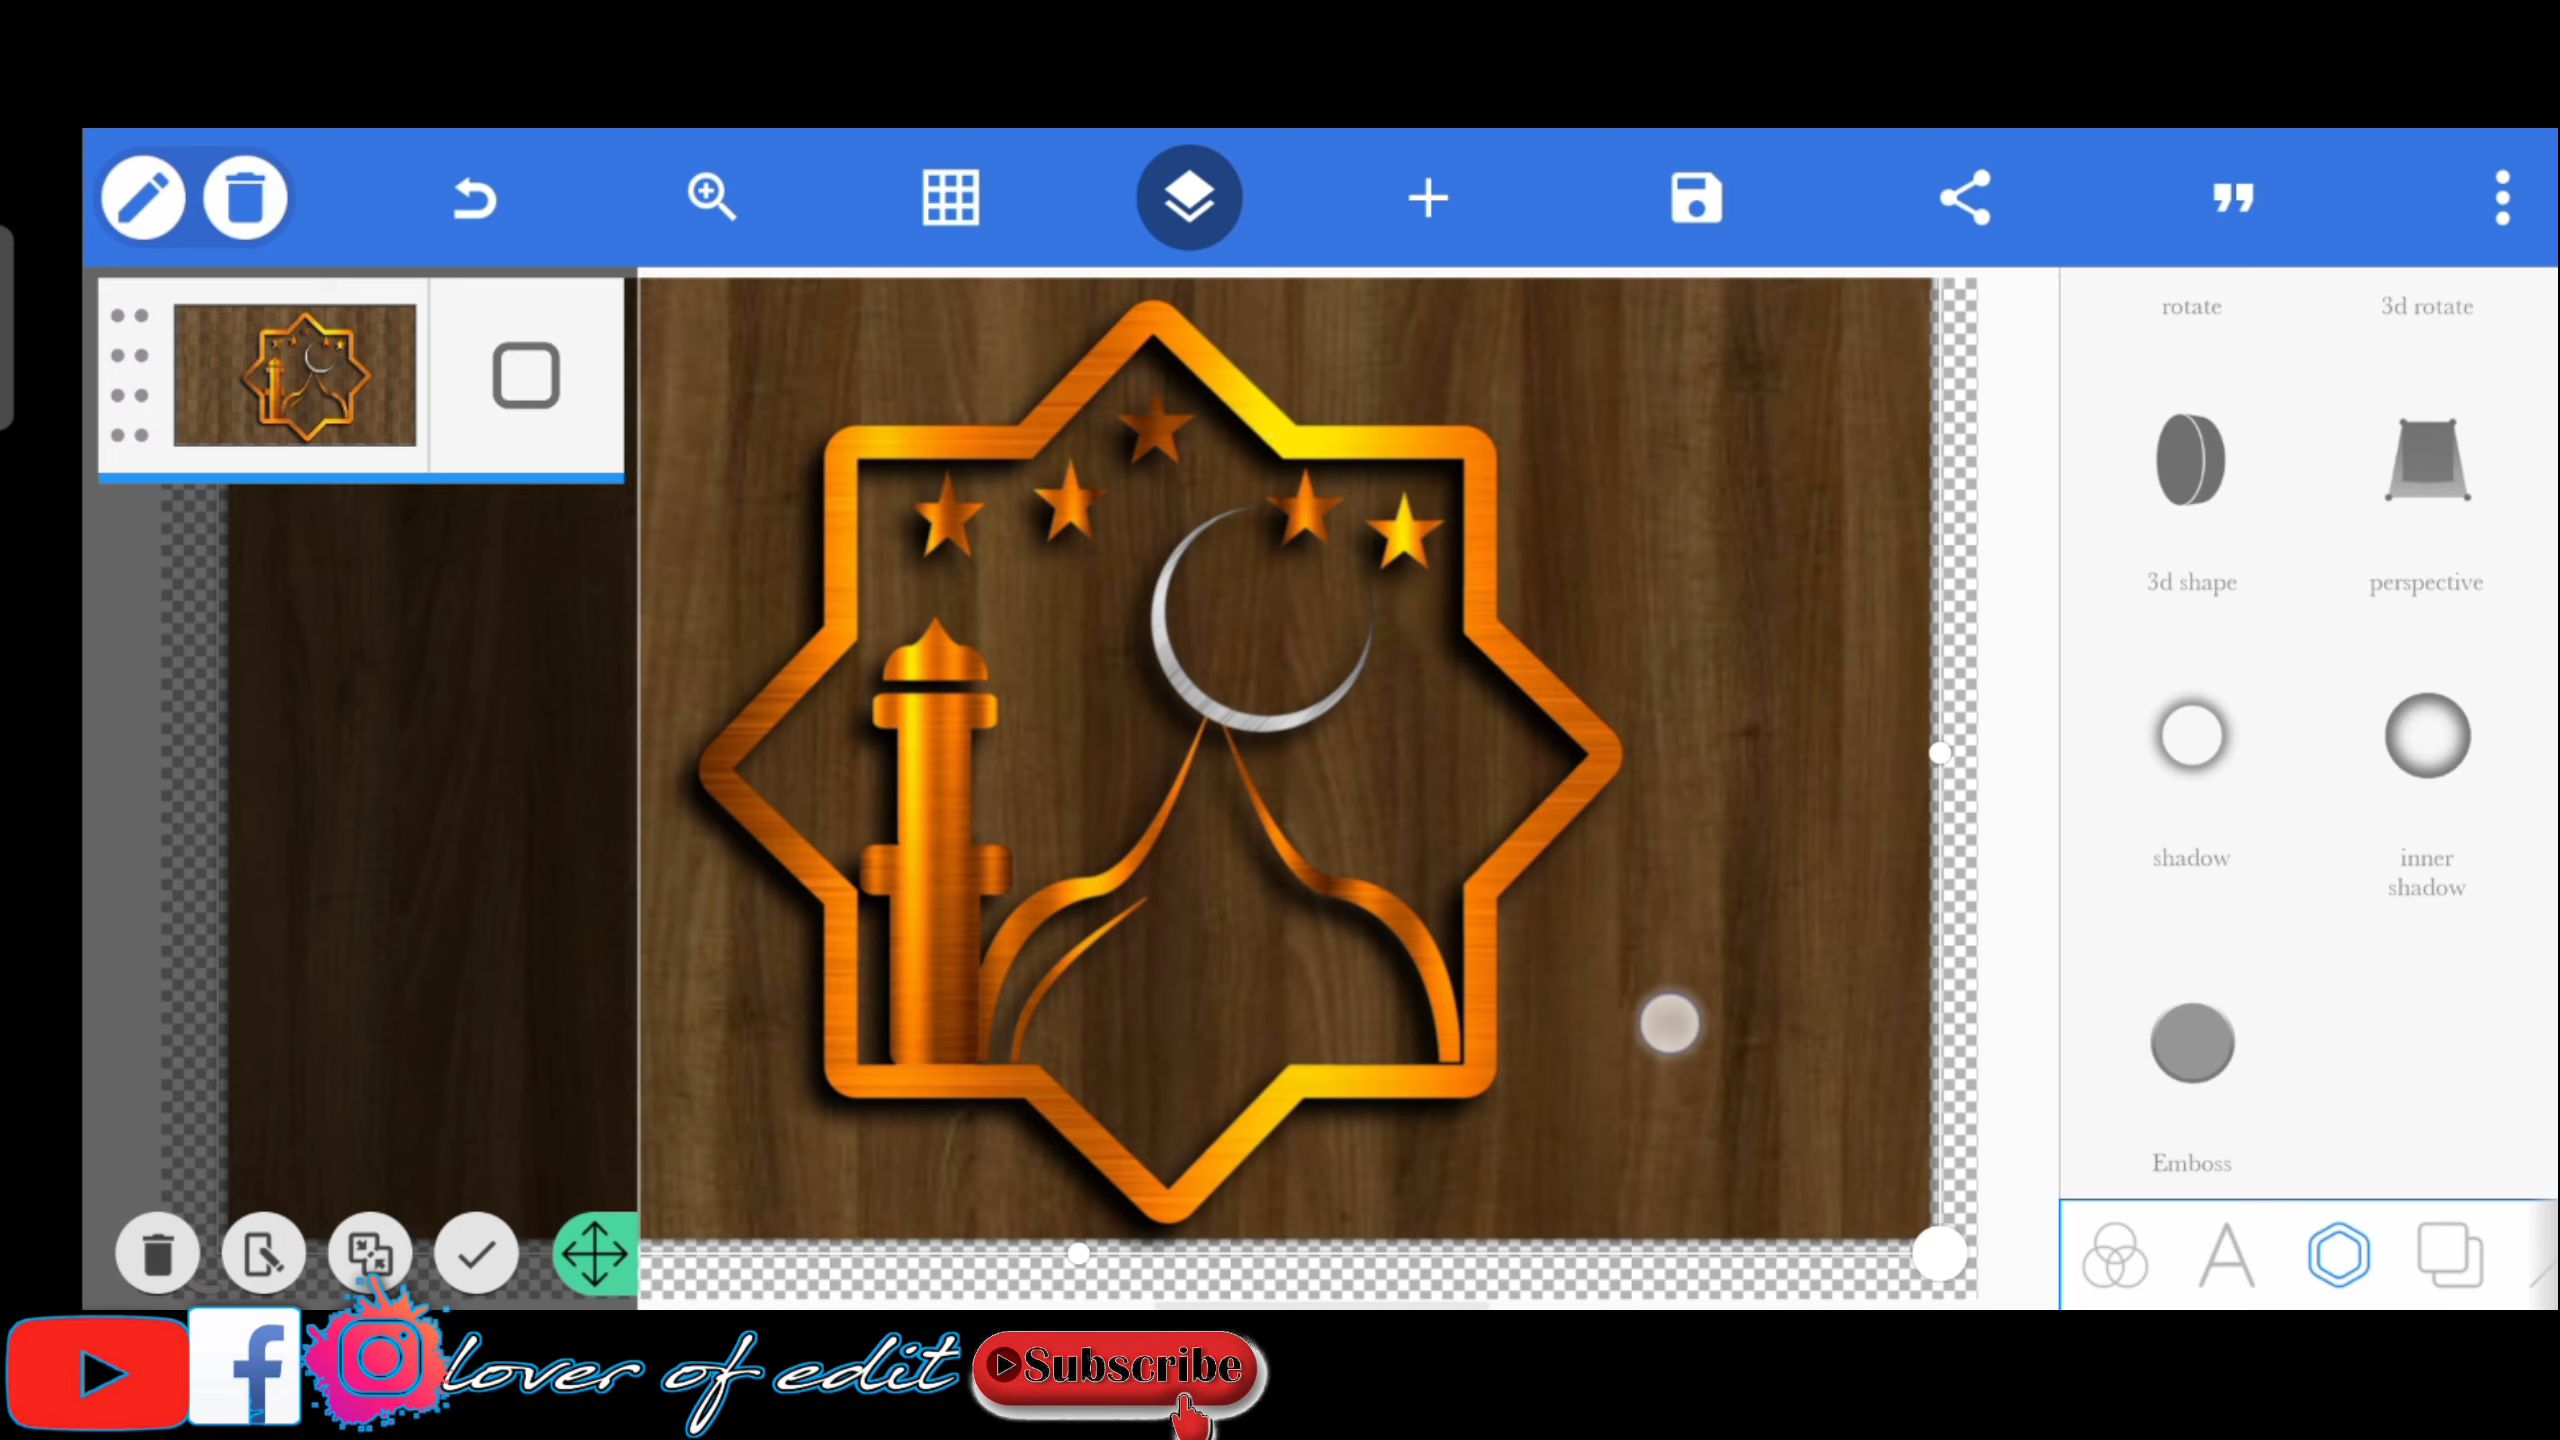 rotate
3d rotate
3d shape
perspective
shadow
inner
shadow
Emboss
lover of edit
Subscribe